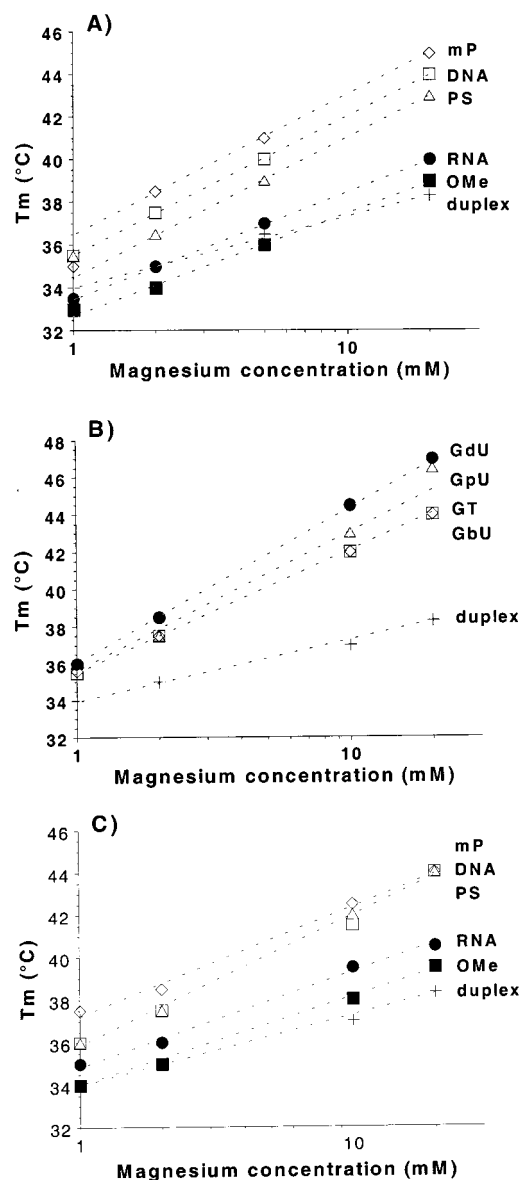 A)
46
44
42
40
38
36
34
32
Tm (°C)
mP
DNA
PS
RNA
OMe
duplex
1
10
Magnesium concentration (mM)
B)
48
46
44
42
40
38
36
34
32
Tm (°C)
GdU
GpU
GT
GbU
duplex
1
10
Magnesium concentration (mM)
C)
46
44
42
40
38
36
34
32
Tm (°C)
mP
DNA
PS
RNA
OMe
duplex
1
10
Magnesium concentration (mM)